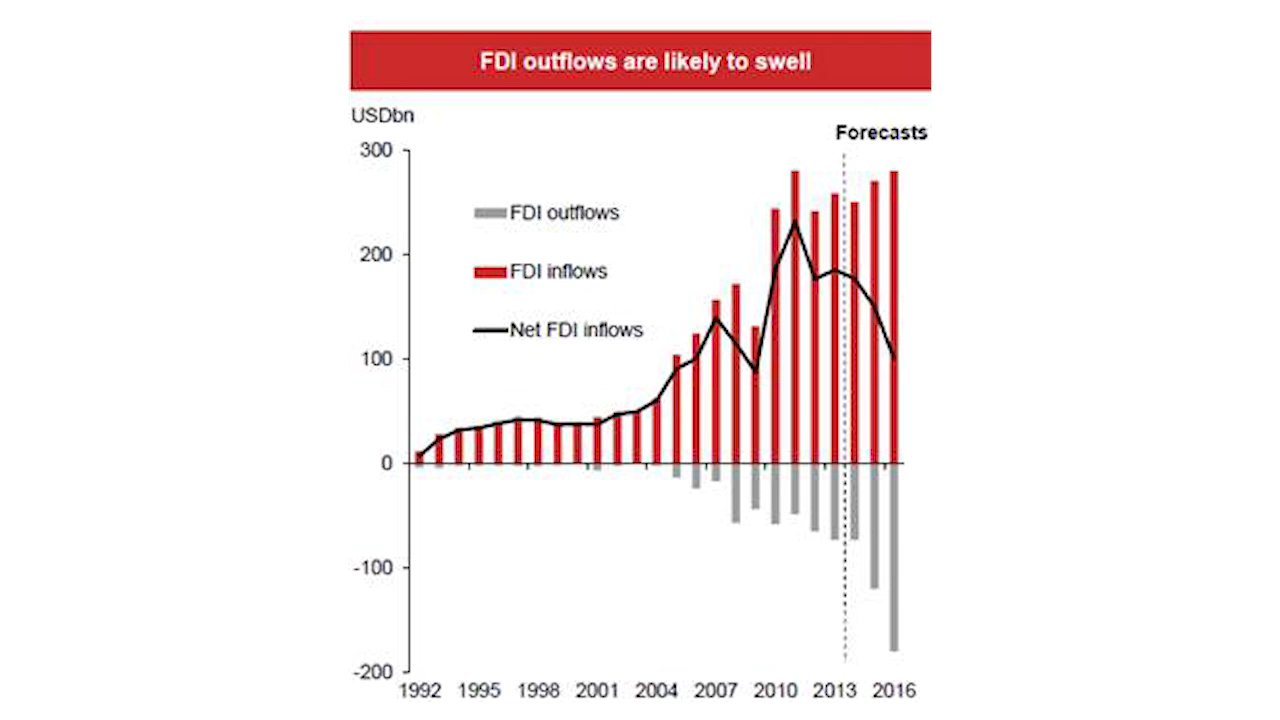 FDI outflows are likely to swell
USDbn
Forecasts
300
FDI outflows
200
FDI inflows
Net FDI inflows
100
0
-100
-200
1992 1995 1998 2001 2004 2007 2010 2013 2016